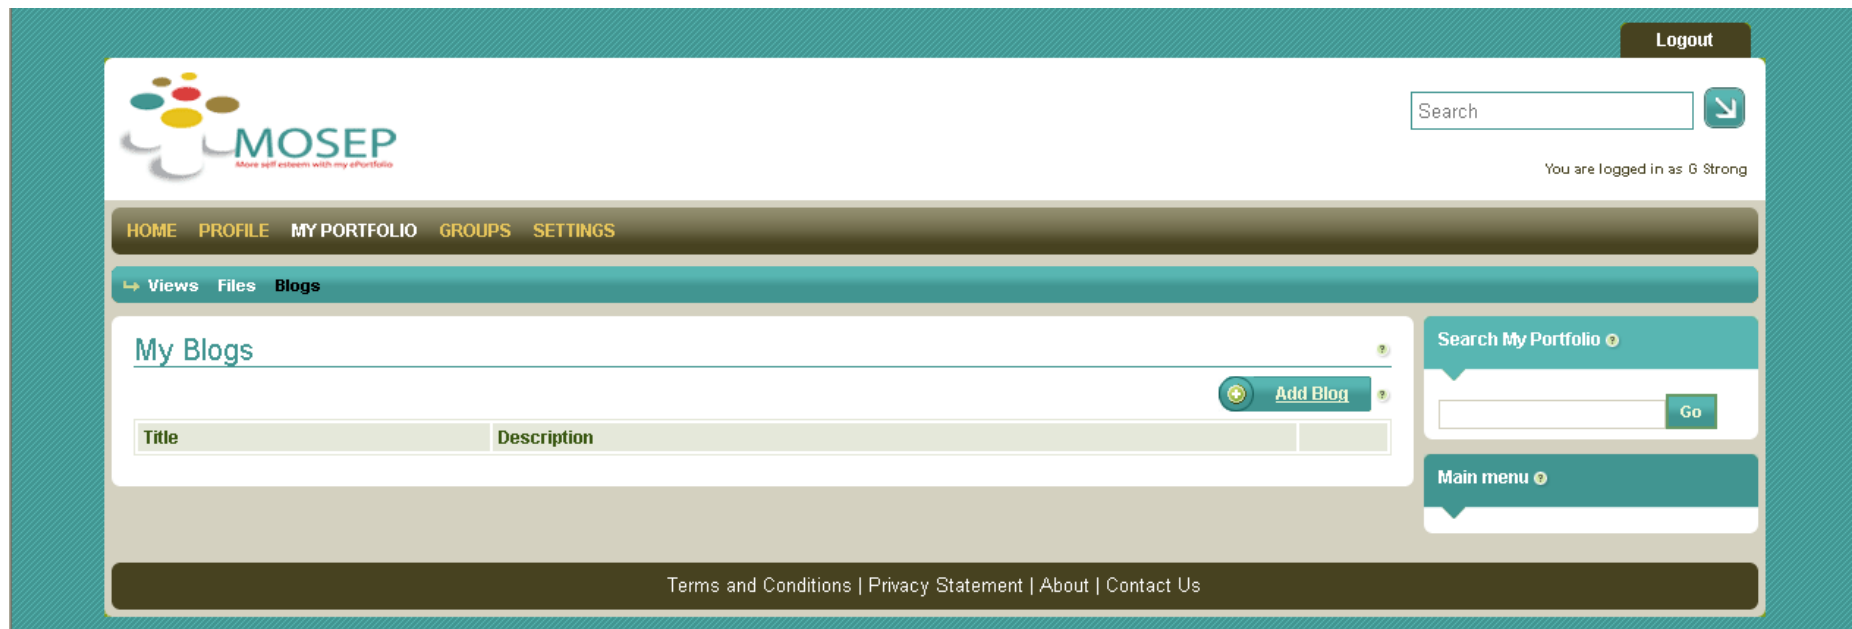 Logout
MOSEP
More self esteem with my ePortfolio
Search
You are logged in as G Strong
HOME PROFILE MY PORTFOLIO GROUPS SETTINGS
Views Files Blogs
My Blogs
Add Blog
Title Description
Search My Portfolio
Go
Main menu
Terms and Conditions | Privacy Statement | About | Contact Us